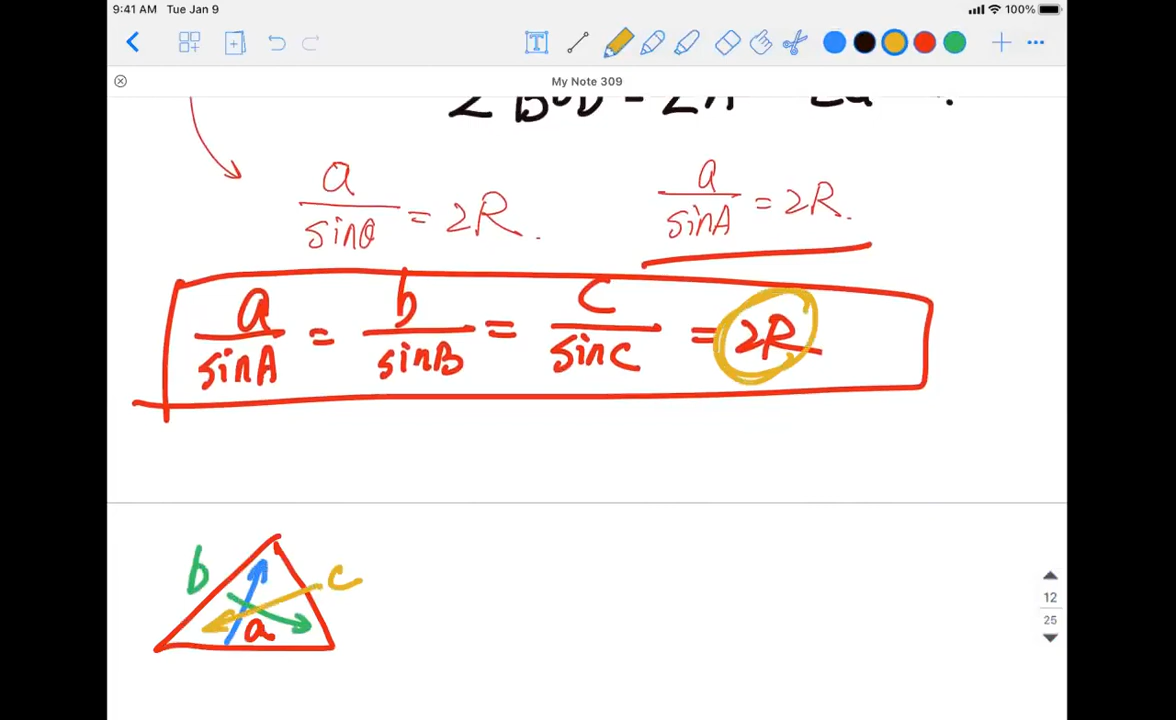 9:41 AM Tue Jan 9
100%
My Note 309
a/sinθ = 2R.
a/sinA = 2R.
a/sinA = b/sinB = c/sinC = 2R
b
c
a
12
25